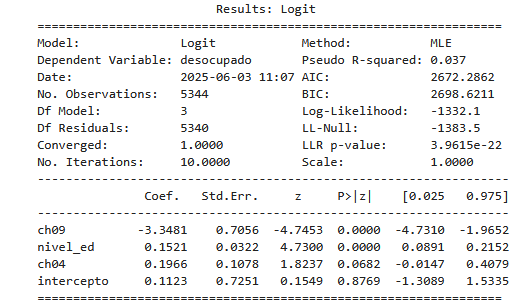 Results: Logit
=================================================================
Model: Logit Method: MLE
Dependent Variable: desocupado Pseudo R-squared: 0.037
Date: 2025-06-03 11:07 AIC: 2672.2862
No. Observations: 5344 BIC: 2698.6211
Df Model: 3 Log-Likelihood: -1332.1
Df Residuals: 5340 LL-Null: -1383.5
Converged: 1.0000 LLR p-value: 3.9615e-22
No. Iterations: 10.0000 Scale: 1.0000
-----------------------------------------------------------------
Coef. Std.Err. z P>|z| [0.025 0.975]
-----------------------------------------------------------------
ch09 -3.3481 0.7056 -4.7453 0.0000 -4.7310 -1.9652
nivel_ed 0.1521 0.0322 4.7300 0.0000 0.0891 0.2152
ch04 0.1966 0.1078 1.8237 0.0682 -0.0147 0.4079
intercepto 0.1123 0.7251 0.1549 0.8769 -1.3089 1.5335
=================================================================